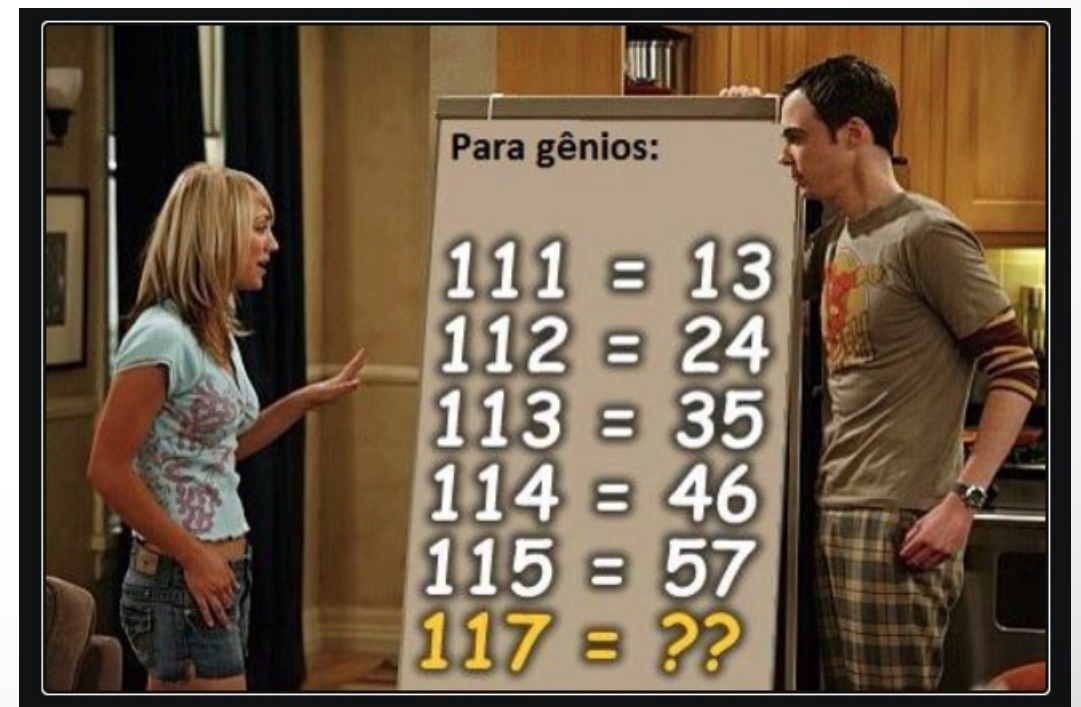 Para gênios:
111 = 13
112 = 24
113 = 35
114 = 46
115 = 57
117 = ??